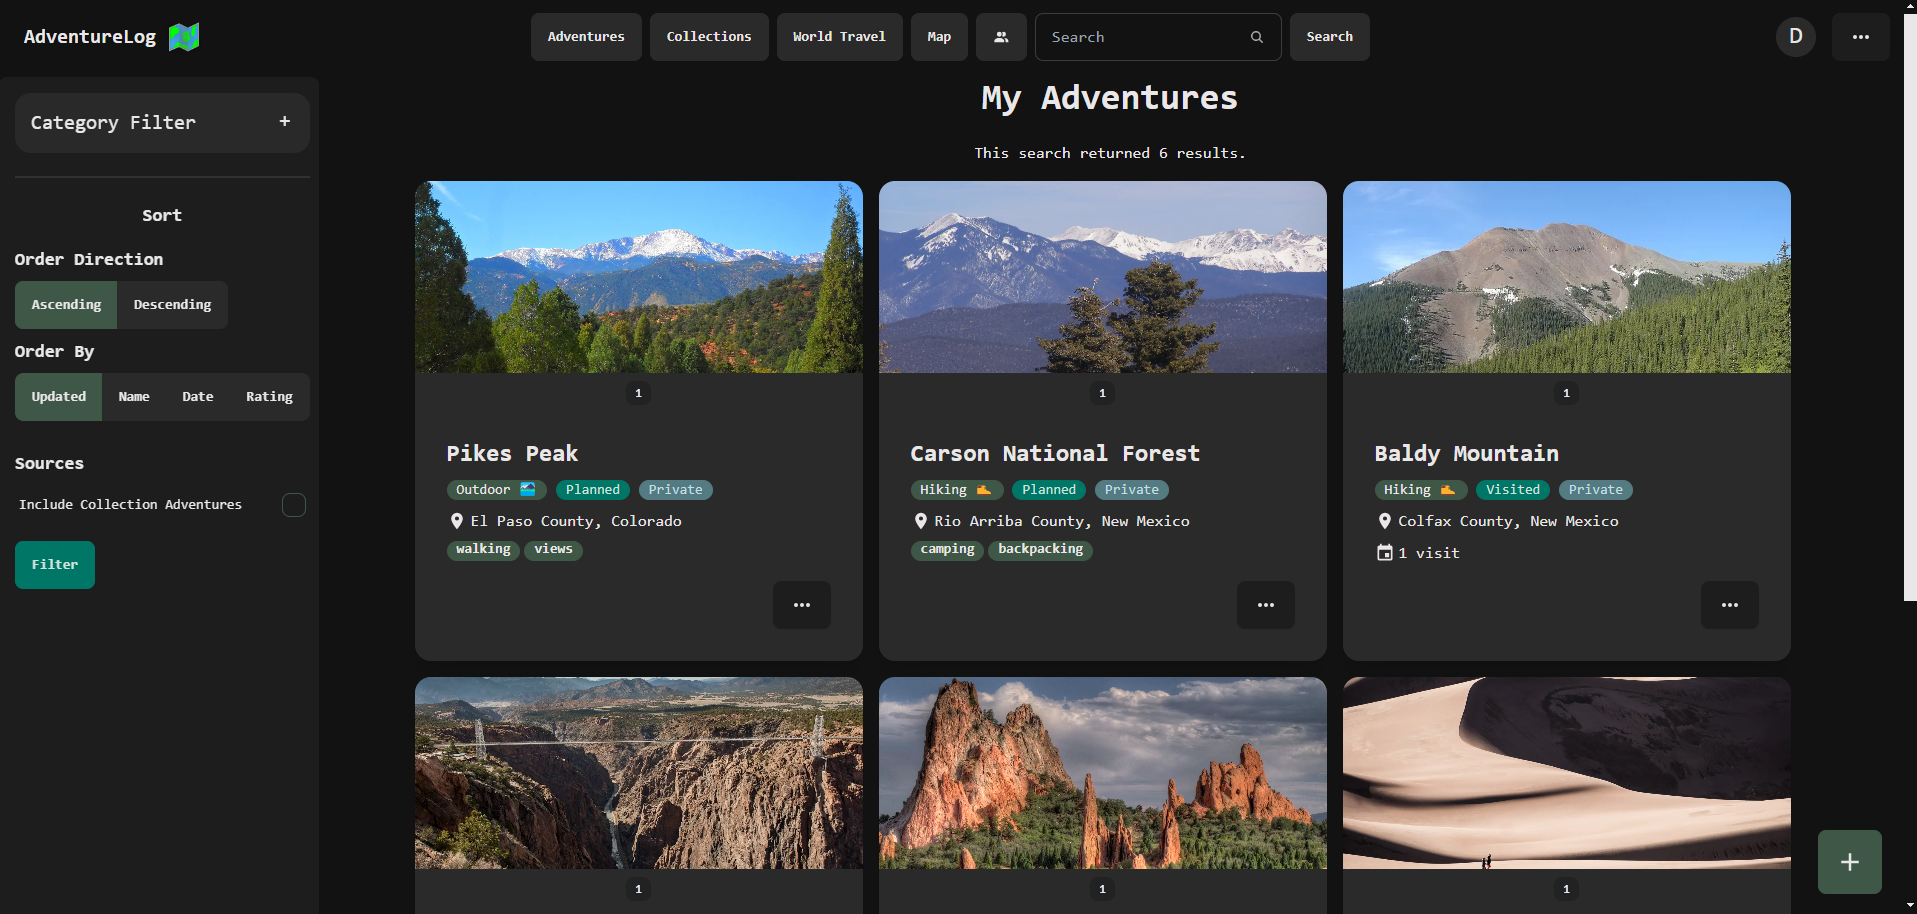 AdventureLog
Adventures
Collections
World Travel
Map
Search
Search
D
Category Filter +
Sort
Order Direction
Ascending Descending
Order By
Updated Name Date Rating
Sources
Include Collection Adventures
Filter
My Adventures
This search returned 6 results.
1
Pikes Peak
Outdoor Planned Private
El Paso County, Colorado
walking views
1
Carson National Forest
Hiking Planned Private
Rio Arriba County, New Mexico
camping backpacking
1
Baldy Mountain
Hiking Visited Private
Colfax County, New Mexico
1 visit
1
1
1